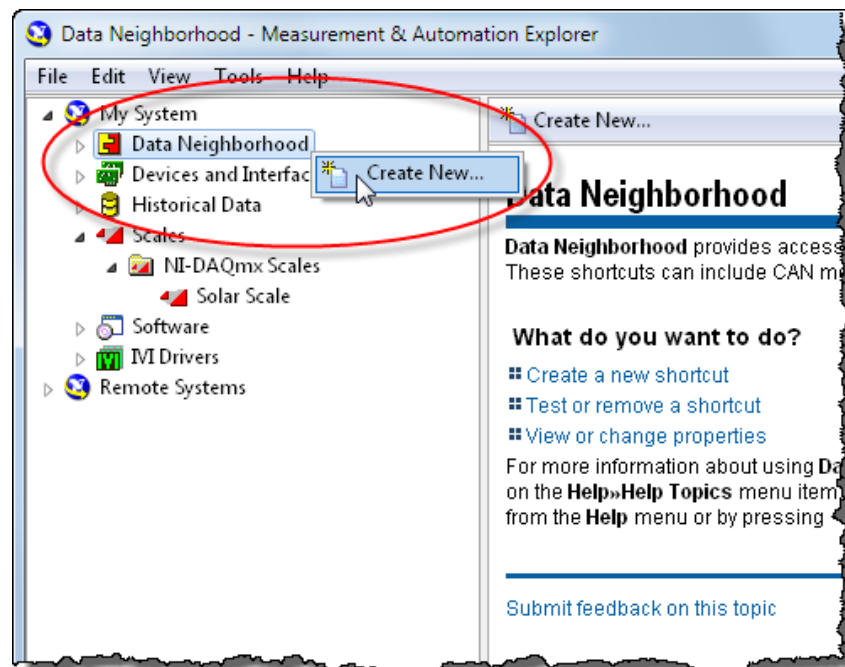 Data Neighborhood - Measurement & Automation Explorer
File Edit View Tools Help
My System
Data Neighborhood
Devices and Interfac
Create New...
Historical Data
Scales
NI-DAQmx Scales
Solar Scale
Software
IVI Drivers
Remote Systems
Create New...
Data Neighborhood
Data Neighborhood provides access
These shortcuts can include CAN m
What do you want to do?
Create a new shortcut
Test or remove a shortcut
View or change properties
For more information about using Da
on the Help»Help Topics menu item
from the Help menu or by pressing
Submit feedback on this topic